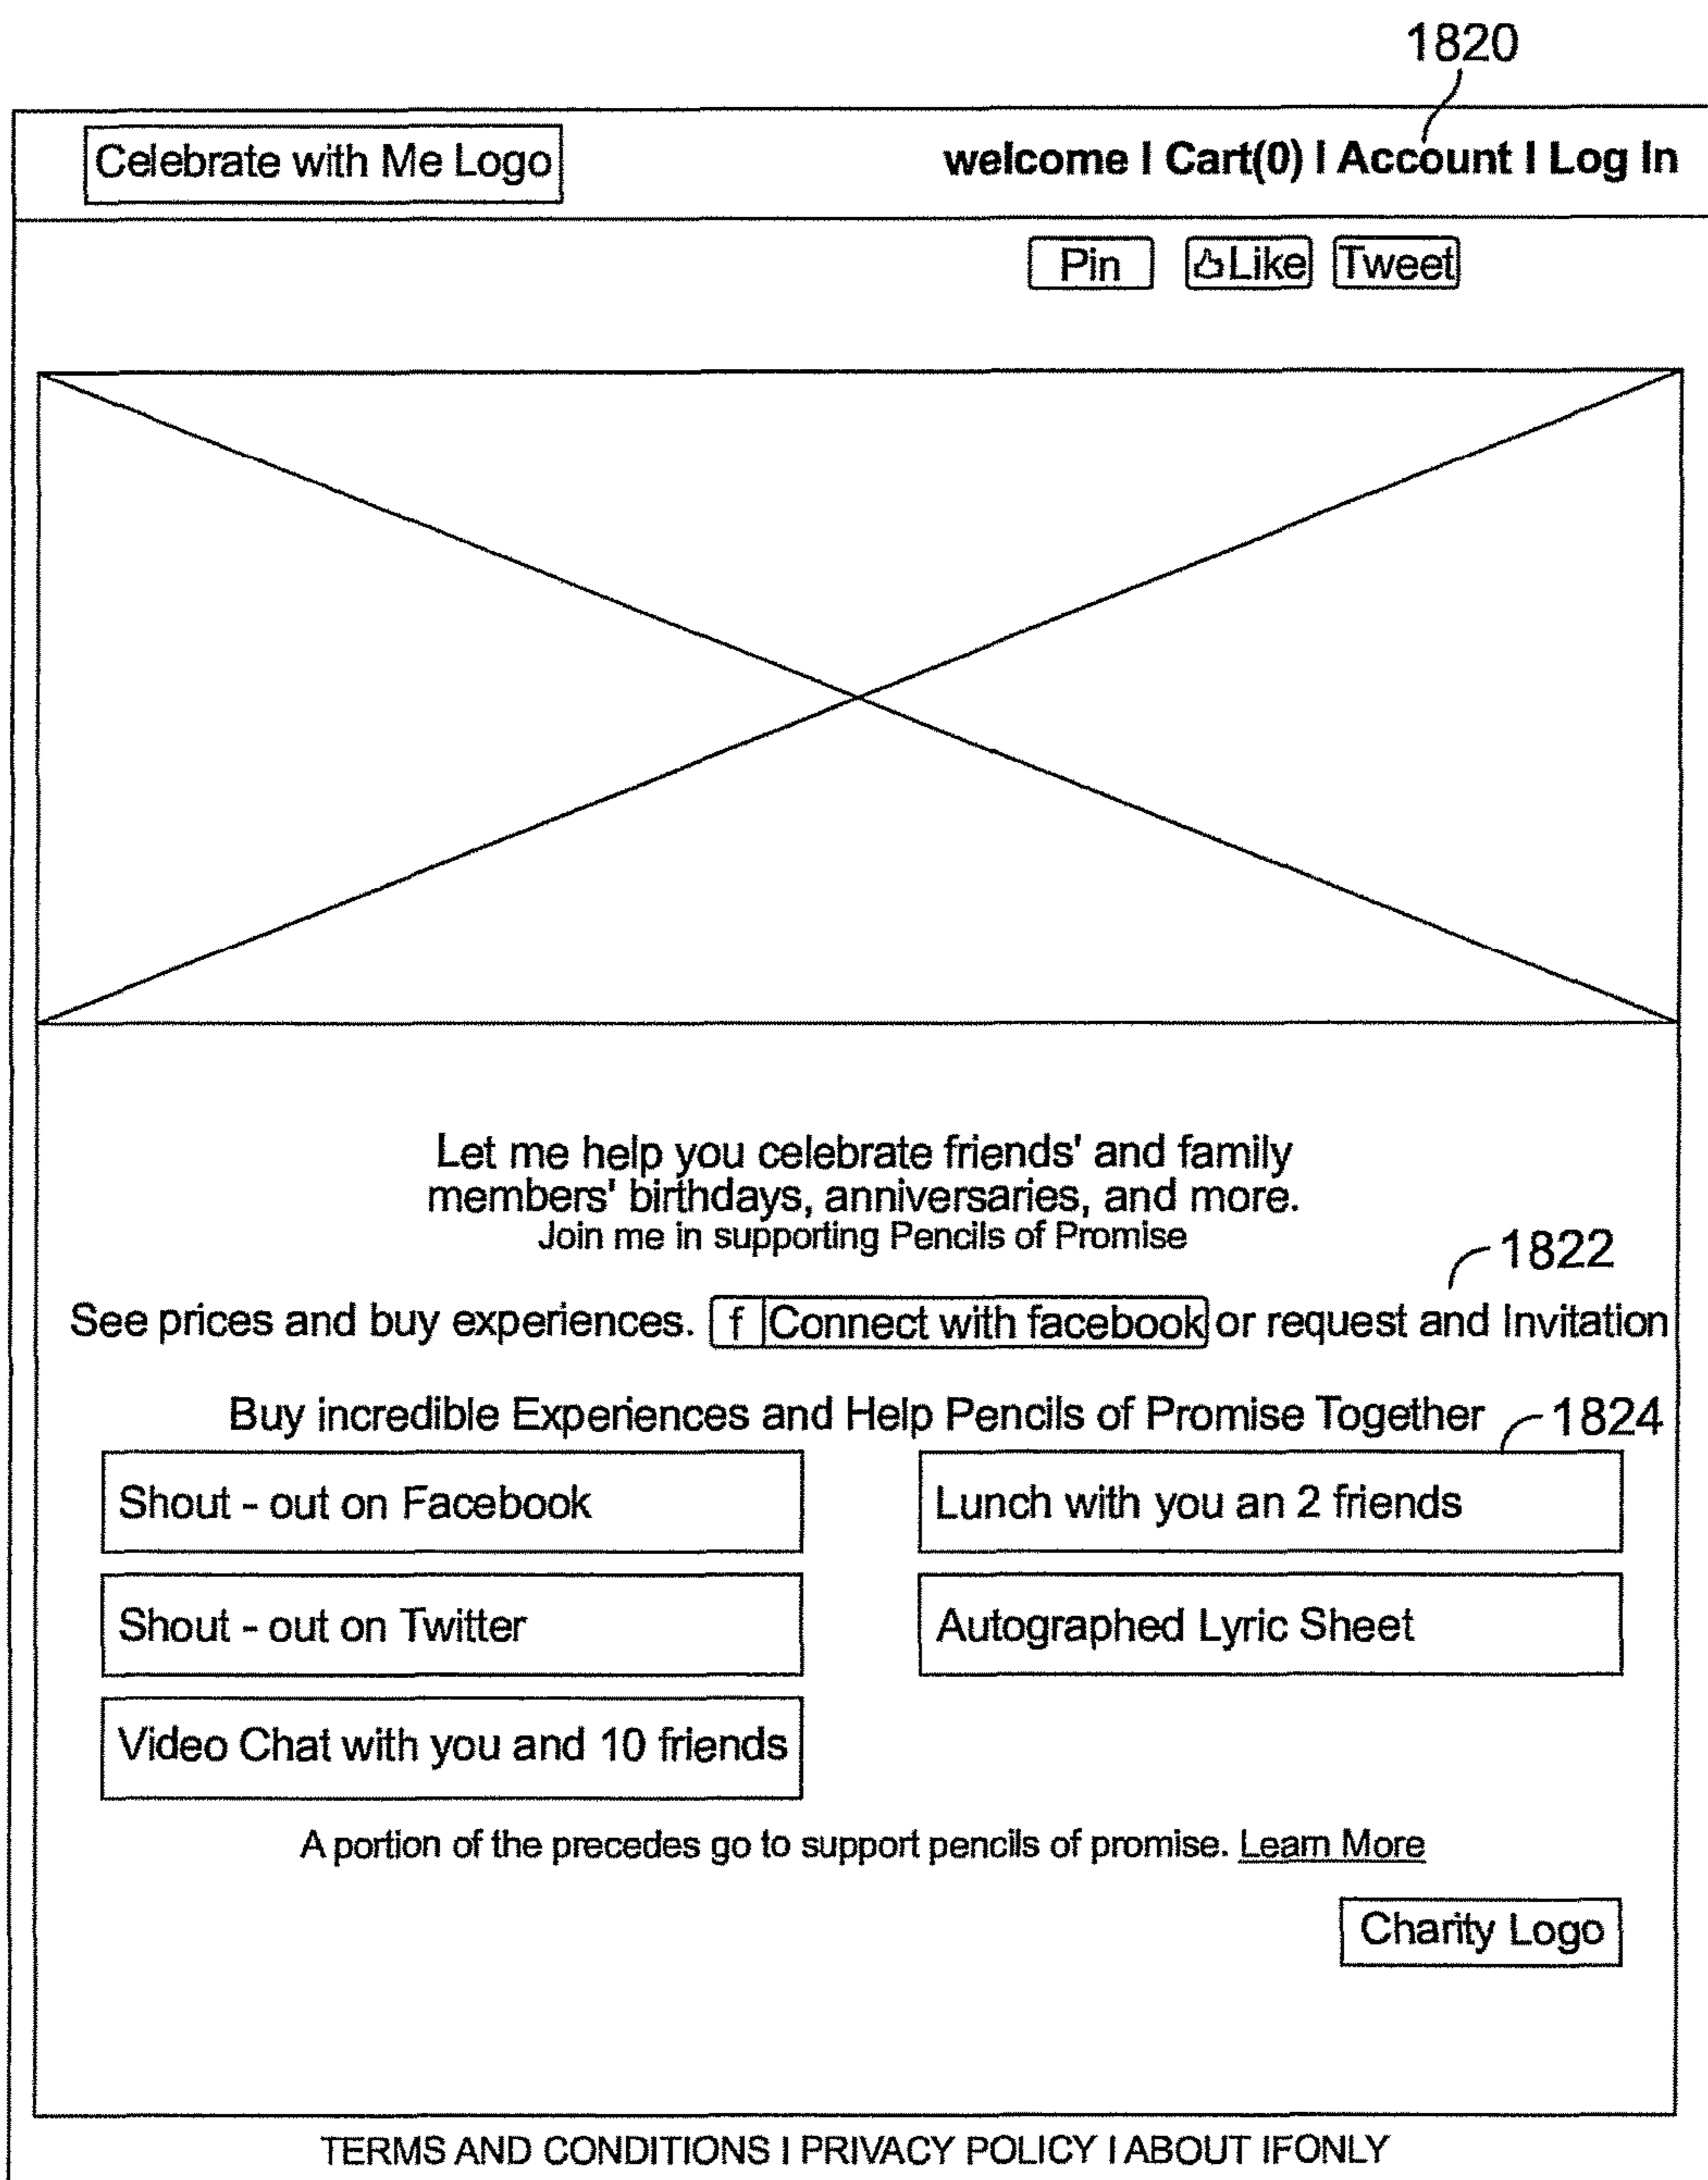 1820
Celebrate with Me Logo
welcome I Cart(0) I Account I Log In
Pin Like Tweet
Let me help you celebrate friends' and family
members' birthdays, anniversaries, and more.
Join me in supporting Pencils of Promise
1822
See prices and buy experiences. f Connect with facebook or request and Invitation
Buy incredible Experiences and Help Pencils of Promise Together
1824
Shout - out on Facebook
Lunch with you an 2 friends
Shout - out on Twitter
Autographed Lyric Sheet
Video Chat with you and 10 friends
A portion of the precedes go to support pencils of promise. Learn More
Charity Logo
TERMS AND CONDITIONS I PRIVACY POLICY I ABOUT IFONLY